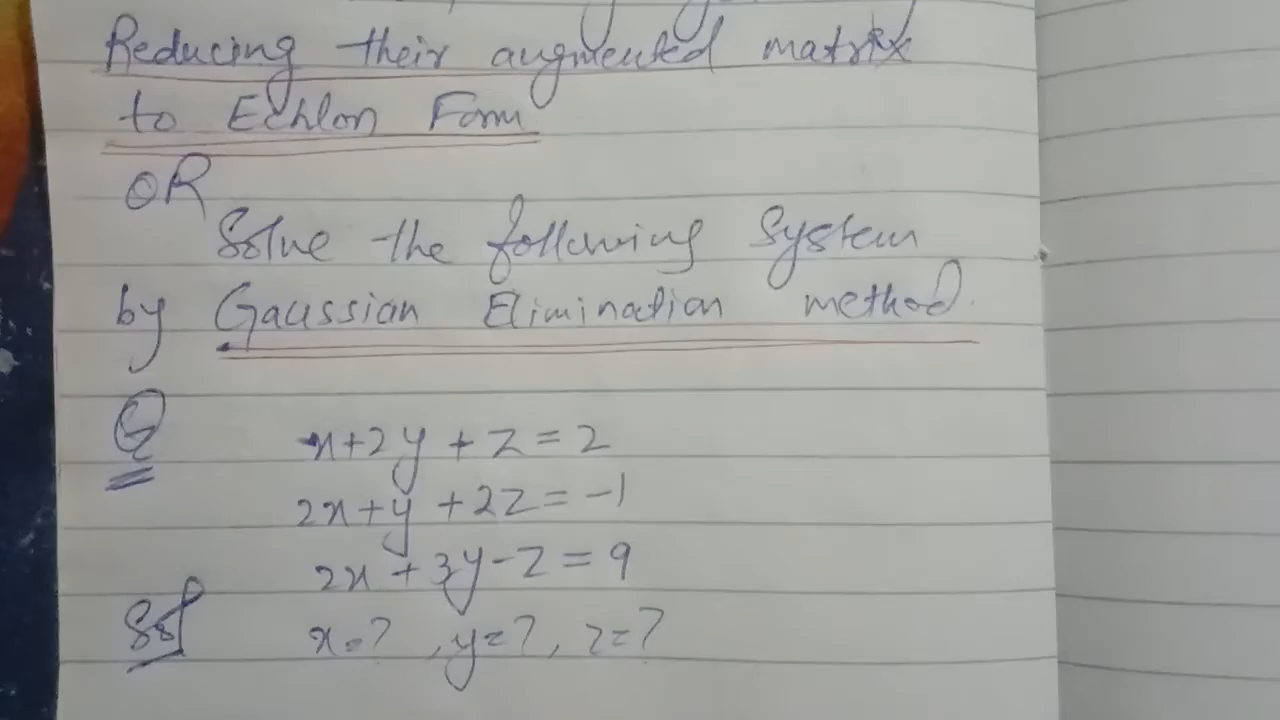 Reducing their augmented matrix
to Echlon Form
OR
Solve the following System
by Gaussian Elimination method.
Q
x+2y+z=2
2x+y+2z=-1
2x+3y-z=9
Sol
x=?, y=?, z=?